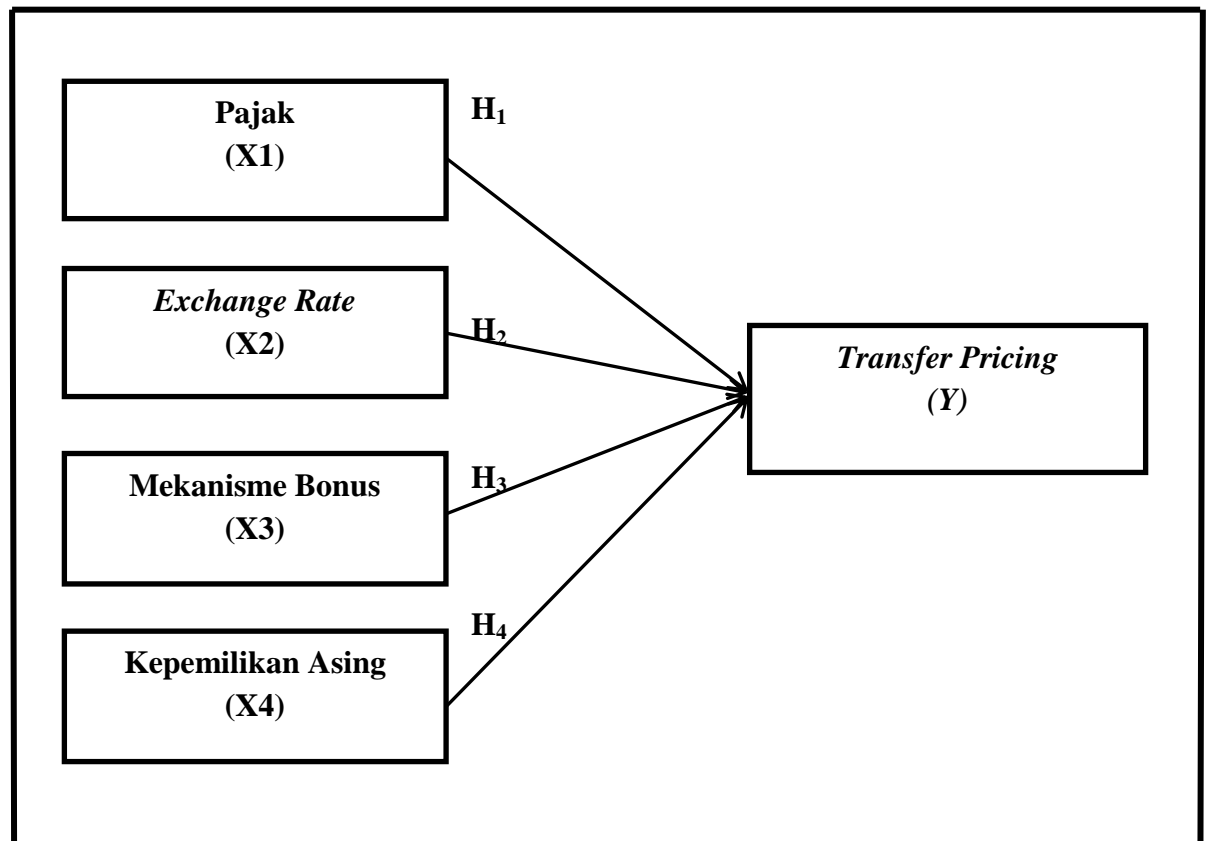 Pajak
(X1)
H₁
Exchange Rate
(X2)
H₂
Transfer Pricing
(Y)
Mekanisme Bonus
(X3)
H₃
Kepemilikan Asing
(X4)
H₄